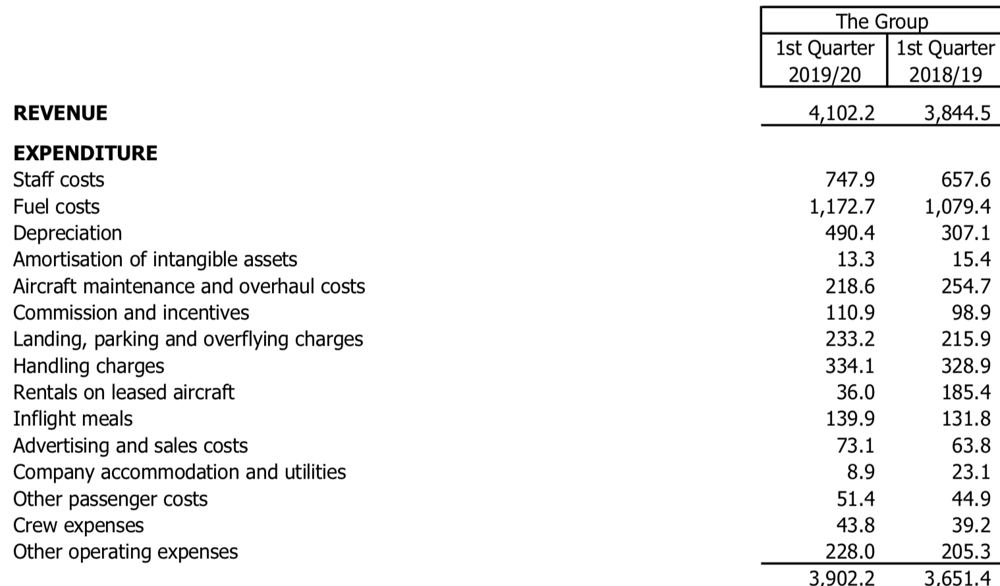 The Group
1st Quarter 1st Quarter
2019/20 2018/19
REVENUE 4,102.2 3,844.5
EXPENDITURE
Staff costs 747.9 657.6
Fuel costs 1,172.7 1,079.4
Depreciation 490.4 307.1
Amortisation of intangible assets 13.3 15.4
Aircraft maintenance and overhaul costs 218.6 254.7
Commission and incentives 110.9 98.9
Landing, parking and overflying charges 233.2 215.9
Handling charges 334.1 328.9
Rentals on leased aircraft 36.0 185.4
Inflight meals 139.9 131.8
Advertising and sales costs 73.1 63.8
Company accommodation and utilities 8.9 23.1
Other passenger costs 51.4 44.9
Crew expenses 43.8 39.2
Other operating expenses 228.0 205.3
3,902.2 3,651.4